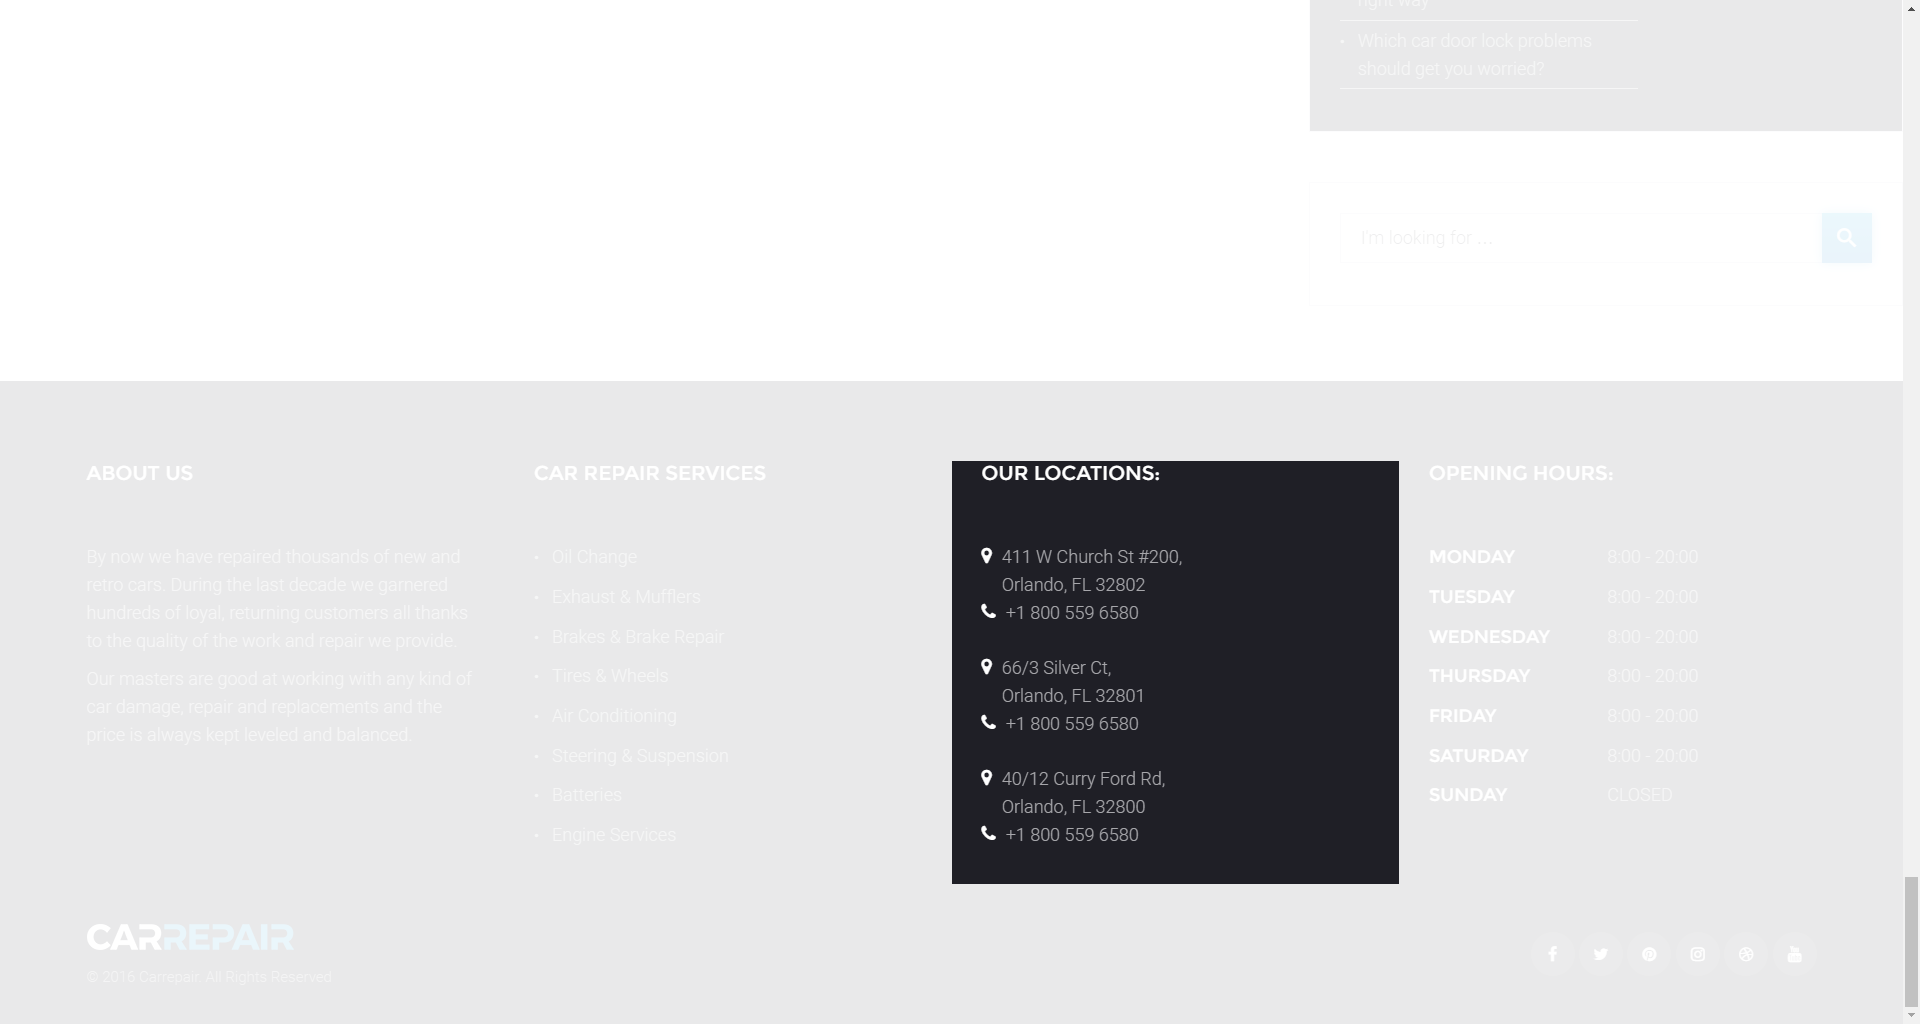 right way
Which car door lock problems
should get you worried?
I'm looking for ...
ABOUT US
By now we have repaired thousands of new and
retro cars. During the last decade we garnered
hundreds of loyal, returning customers all thanks
to the quality of the work and repair we provide.
Our masters are good at working with any kind of
car damage, repair and replacements and the
price is always kept leveled and balanced.
CAR REPAIR SERVICES
Oil Change
Exhaust & Mufflers
Brakes & Brake Repair
Tires & Wheels
Air Conditioning
Steering & Suspension
Batteries
Engine Services
OUR LOCATIONS:
411 W Church St #200,
Orlando, FL 32802
+1 800 559 6580
66/3 Silver Ct,
Orlando, FL 32801
+1 800 559 6580
40/12 Curry Ford Rd,
Orlando, FL 32800
+1 800 559 6580
OPENING HOURS:
MONDAY 8:00 - 20:00
TUESDAY 8:00 - 20:00
WEDNESDAY 8:00 - 20:00
THURSDAY 8:00 - 20:00
FRIDAY 8:00 - 20:00
SATURDAY 8:00 - 20:00
SUNDAY CLOSED
CARREPAIR
© 2016 Carrepair. All Rights Reserved